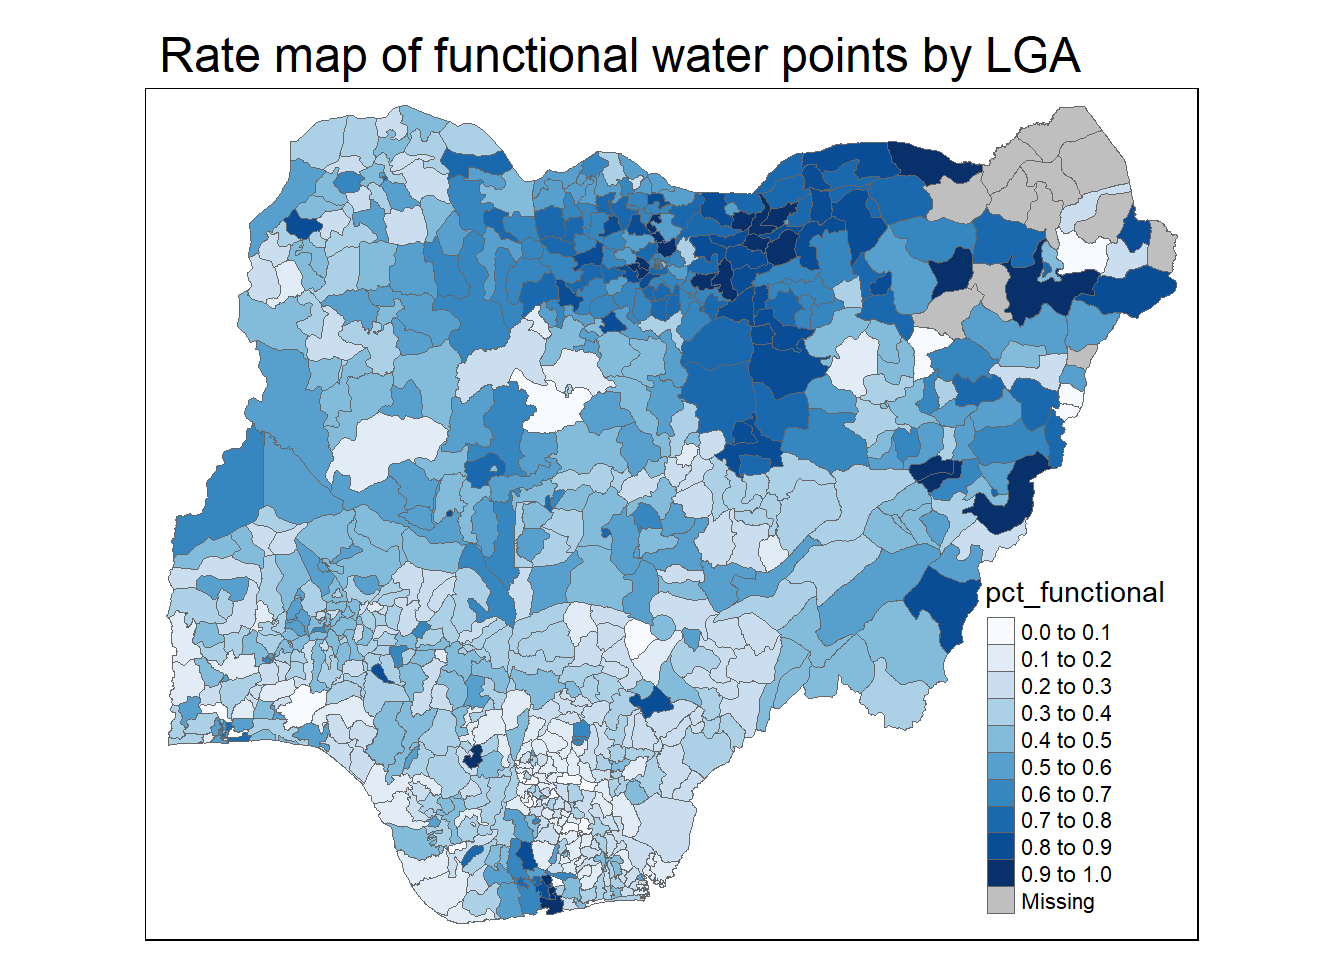 Rate map of functional water points by LGA
pct_functional
0.0 to 0.1
0.1 to 0.2
0.2 to 0.3
0.3 to 0.4
0.4 to 0.5
0.5 to 0.6
0.6 to 0.7
0.7 to 0.8
0.8 to 0.9
0.9 to 1.0
Missing